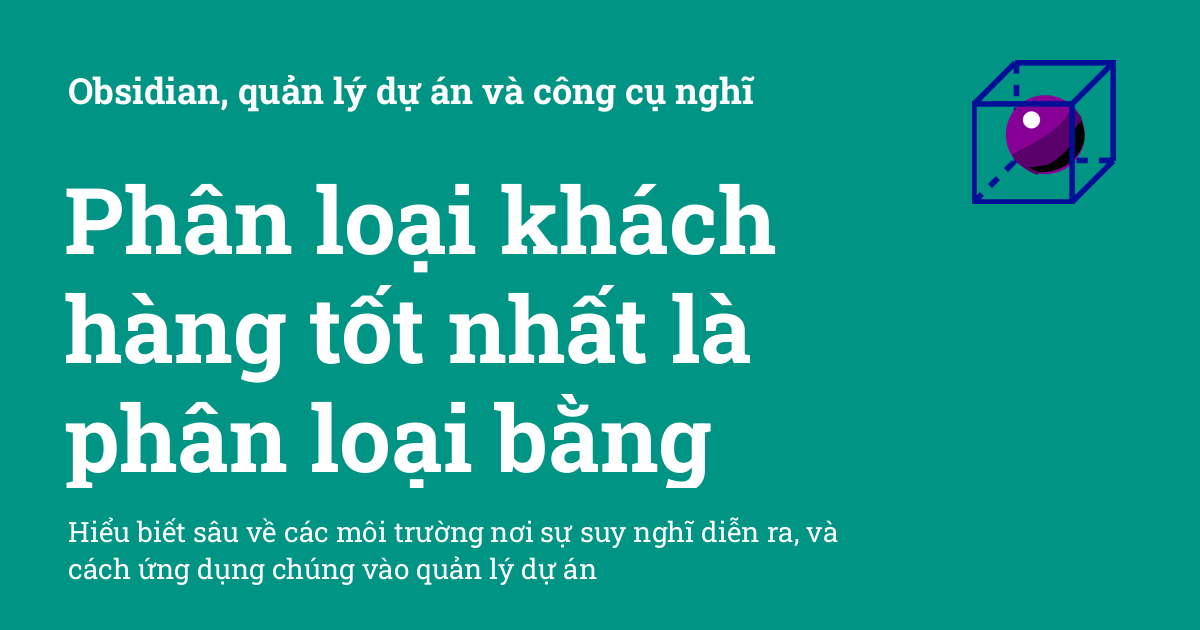 Obsidian, quản lý dự án và công cụ nghĩ
Phân loại khách
hàng tốt nhất là
phân loại bằng
Hiểu biết sâu về các môi trường nơi sự suy nghĩ diễn ra, và
cách ứng dụng chúng vào quản lý dự án